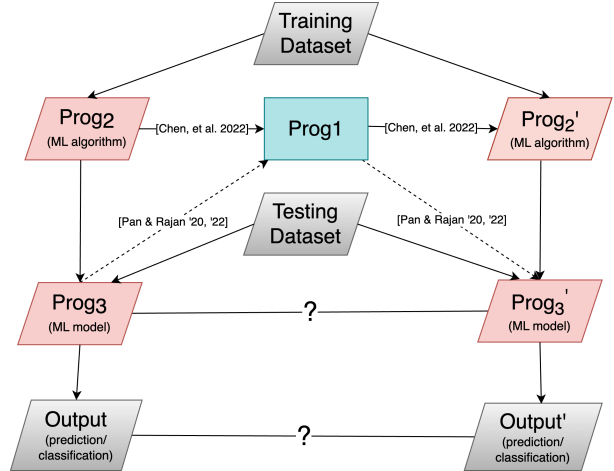 Training
Dataset
Prog2
(ML algorithm)
[Chen, et al. 2022]
Prog1
[Chen, et al. 2022]
Prog2'
(ML algorithm)
[Pan & Rajan '20, '22]
Testing
Dataset
[Pan & Rajan '20, '22]
Prog3
(ML model)
?
Prog3'
(ML model)
Output
(prediction/
classification)
?
Output'
(prediction/
classification)